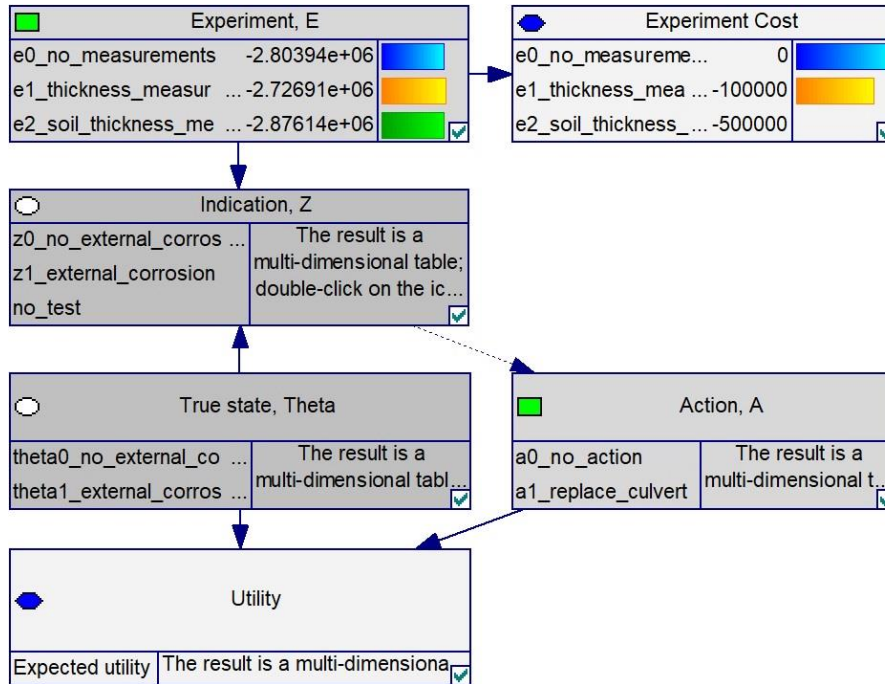 Experiment, E
e0_no_measurements -2.80394e+06
e1_thickness_measur ... -2.72691e+06
e2_soil_thickness_me ... -2.87614e+06
Experiment Cost
e0_no_measureme... 0
e1_thickness_mea ... -100000
e2_soil_thickness_ ... -500000
Indication, Z
z0_no_external_corros ...
z1_external_corrosion
no_test
The result is a
multi-dimensional table;
double-click on the ic...
True state, Theta
theta0_no_external_co ...
theta1_external_corros ...
The result is a
multi-dimensional tabl...
Action, A
a0_no_action
a1_replace_culvert
The result is a
multi-dimensional t...
Utility
Expected utility The result is a multi-dimensiona